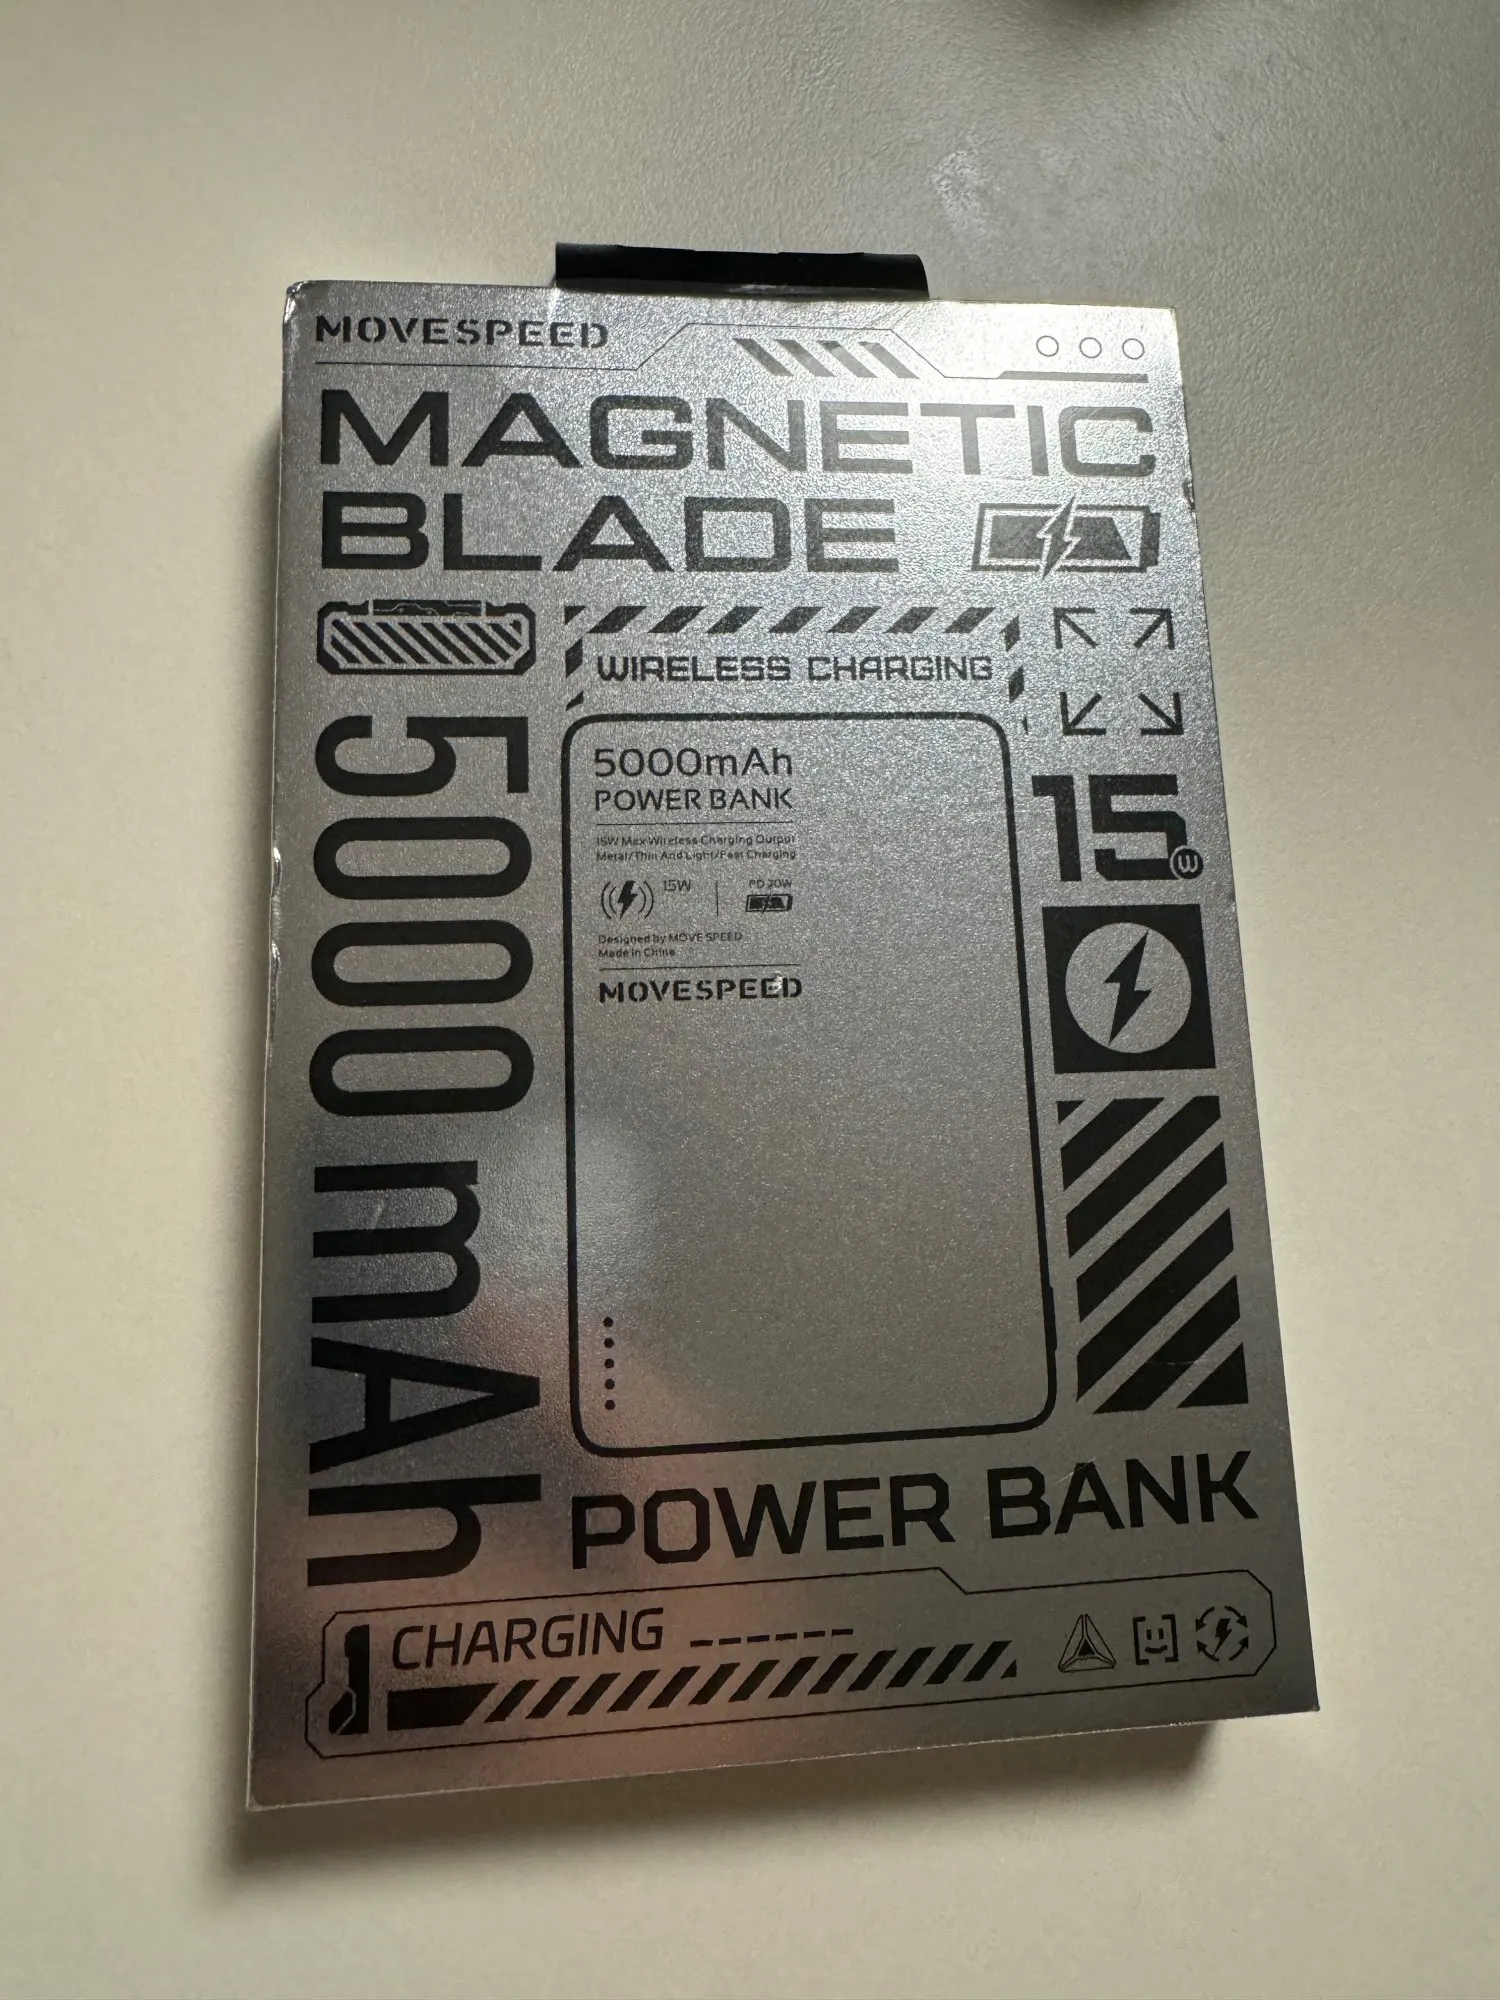 MOVESPEED
MAGNETIC
BLADE
WIRELESS CHARGING
5000mAh
5000mAh
POWER BANK
15W Max Wireless Charging Output
Metal/Thin And Light/Fast Charging
15W
PD 20W
Designed by MOVE SPEED
Made in China
MOVESPEED
15W
POWER BANK
CHARGING